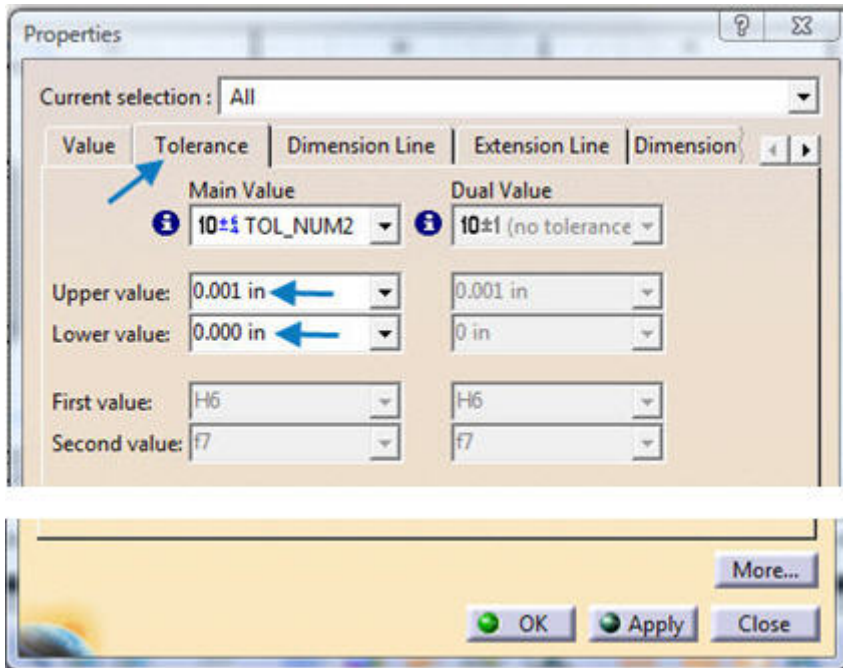 Properties
Current selection : All
Value Tolerance Dimension Line Extension Line Dimension
Main Value Dual Value
10± TOL_NUM2 10±1 (no tolerance
Upper value: 0.001 in 0.001 in
Lower value: 0.000 in 0 in
First value: H6 H6
Second value: f7 f7
More...
OK Apply Close